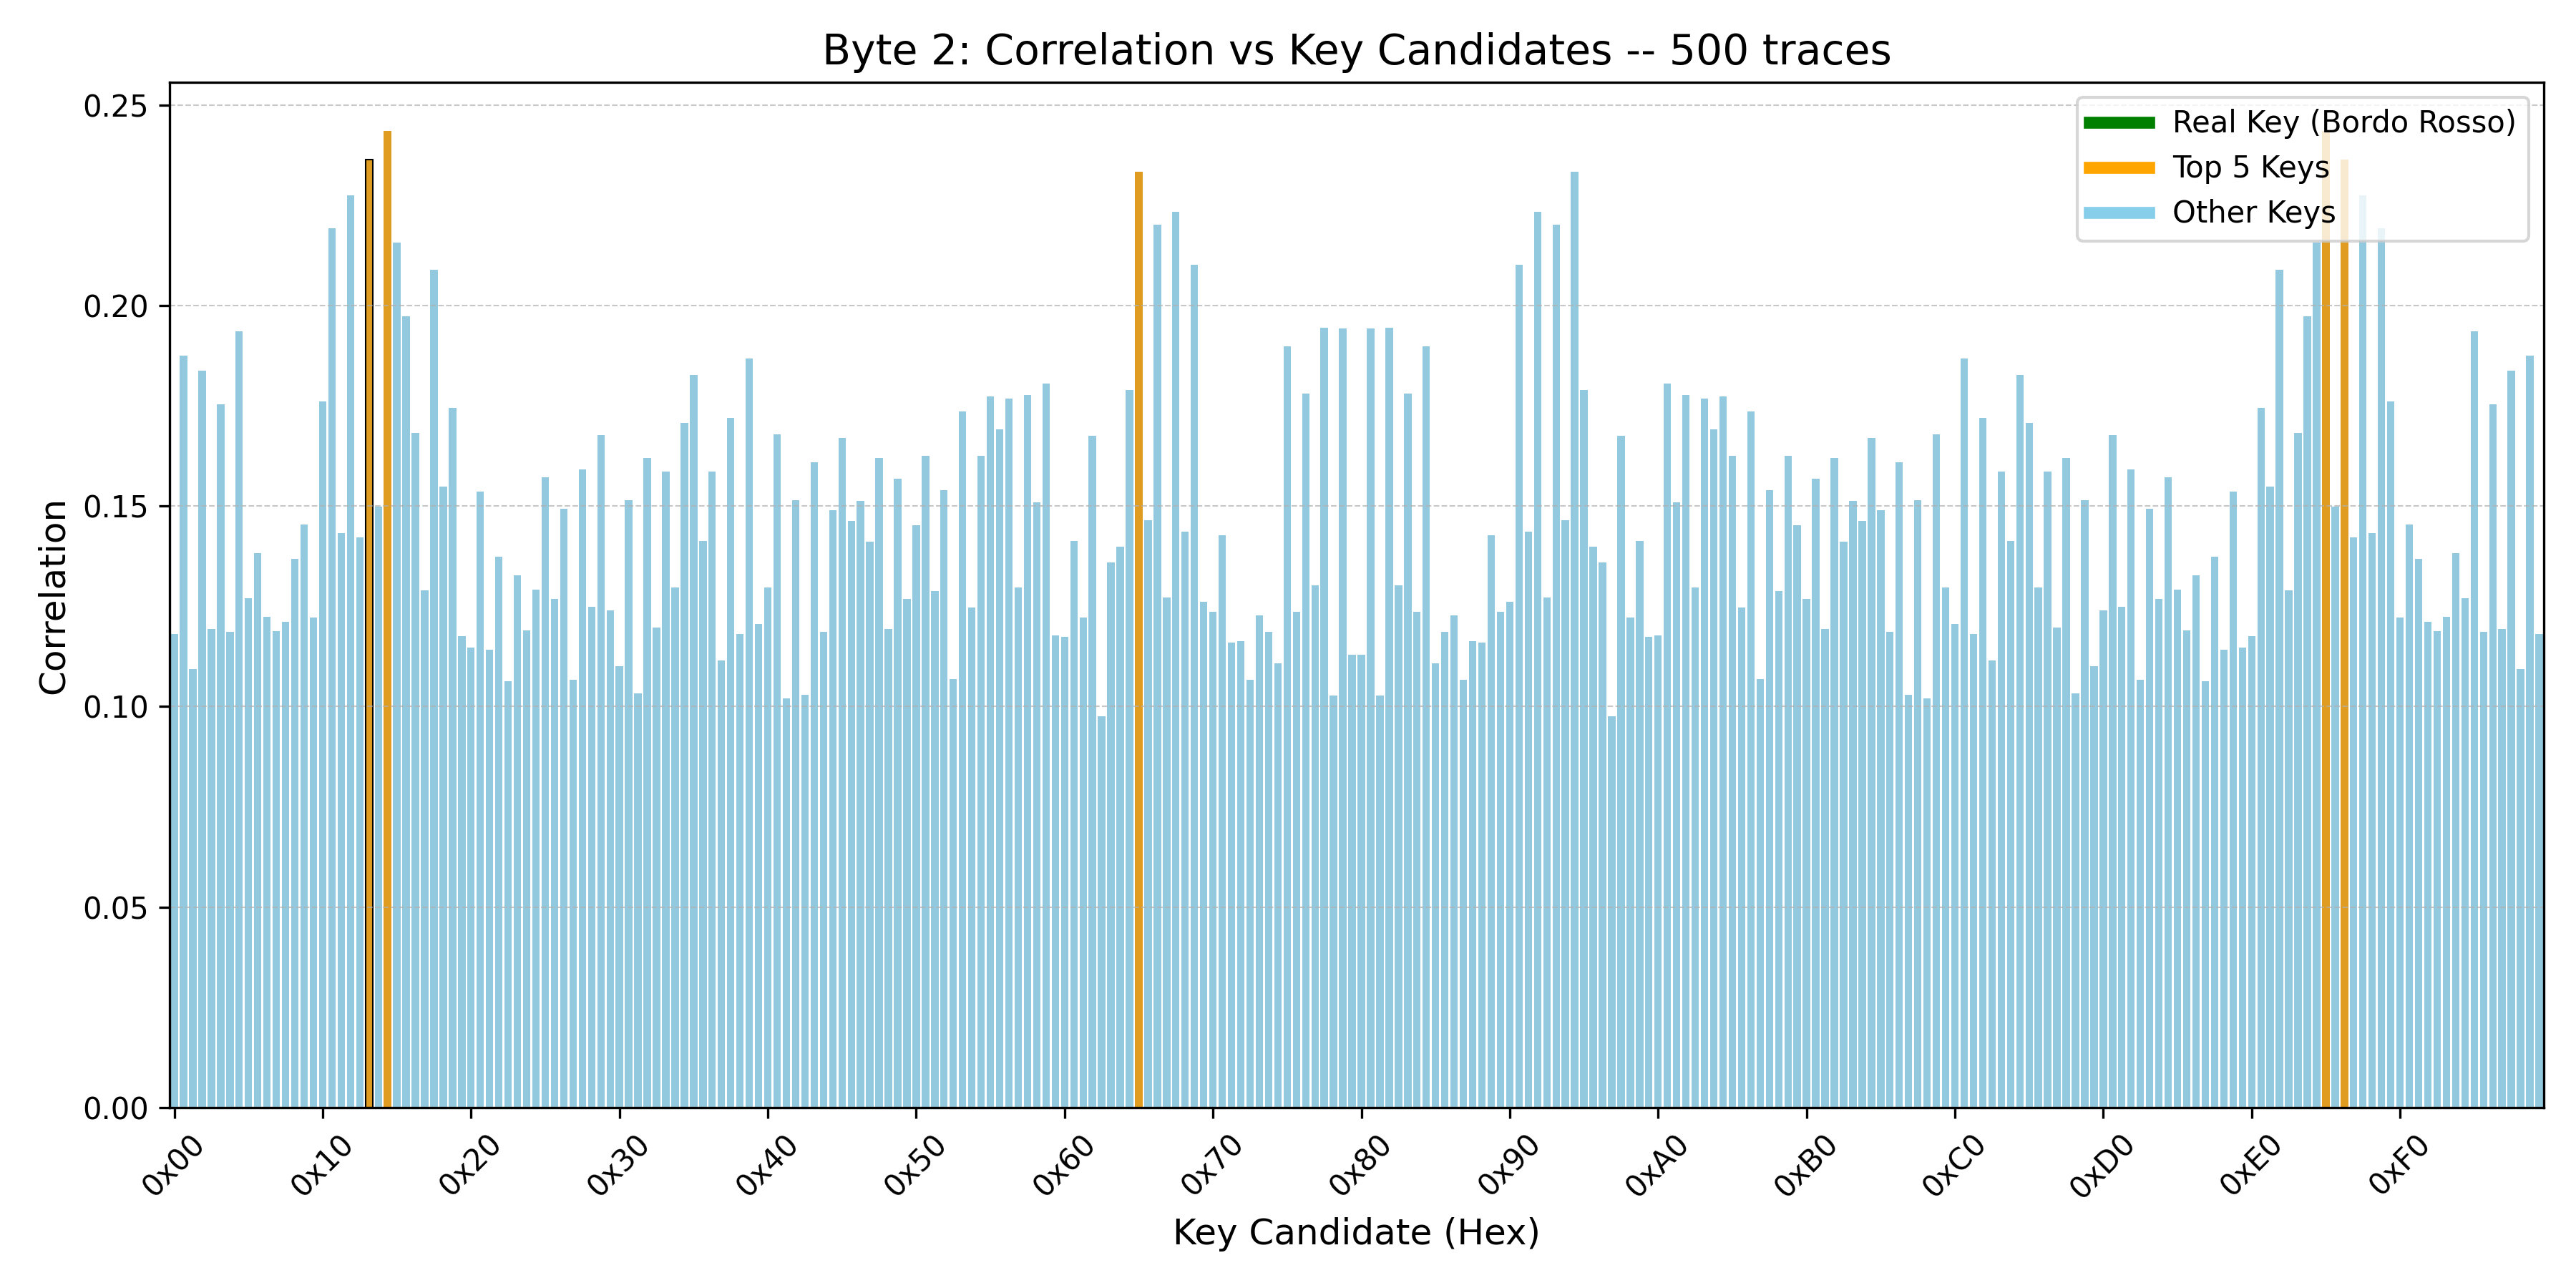 Byte 2: Correlation vs Key Candidates -- 500 traces
Real Key (Bordo Rosso)
Top 5 Keys
Other Keys
Correlation
0.25
0.20
0.15
0.10
0.05
0.00
0x00 0x10 0x20 0x30 0x40 0x50 0x60 0x70 0x80 0x90 0xA0 0xB0 0xC0 0xD0 0xE0 0xF0
Key Candidate (Hex)